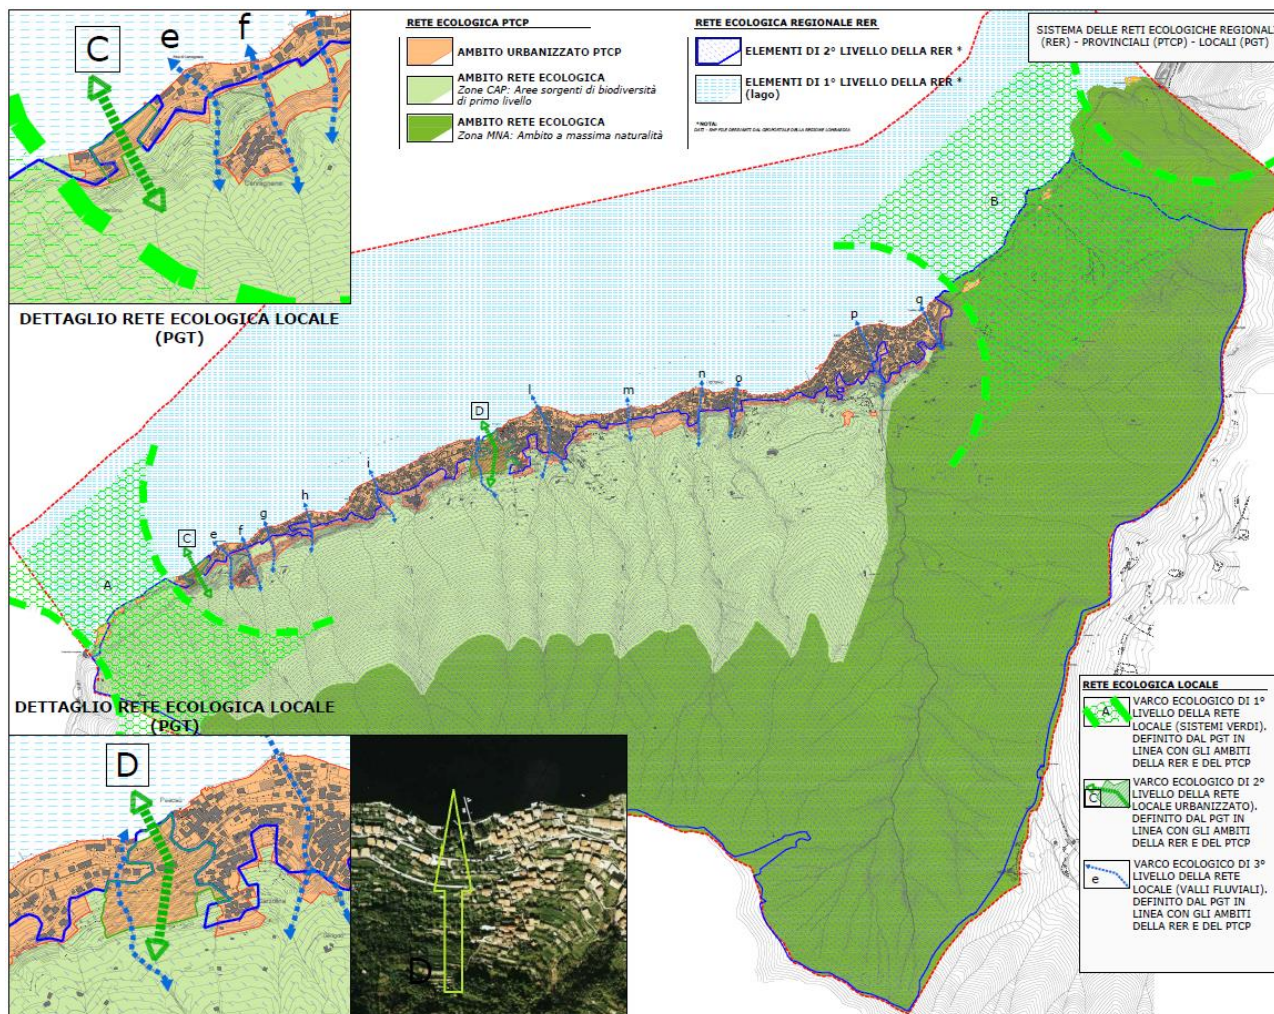 C
e
f
DETTAGLIO RETE ECOLOGICA LOCALE
(PGT)
RETE ECOLOGICA PTCP
AMBITO URBANIZZATO PTCP
AMBITO RETE ECOLOGICA
Zone CAP: Aree sorgenti di biodiversità
di primo livello
AMBITO RETE ECOLOGICA
Zona MNA: Ambito a massima naturalità
RETE ECOLOGICA REGIONALE RER
ELEMENTI DI 2° LIVELLO DELLA RER *
ELEMENTI DI 1° LIVELLO DELLA RER *
(lago)
*NOTA:
SISTEMA DELLE RETI ECOLOGICHE REGIONALI
(RER) - PROVINCIALI (PTCP) - LOCALI (PGT)
B
q
p
n
o
m
l
D
i
h
g
f
e
C
A
DETTAGLIO RETE ECOLOGICA LOCALE
(PGT)
D
D
RETE ECOLOGICA LOCALE
A
VARCO ECOLOGICO DI 1°
LIVELLO DELLA RETE
LOCALE (SISTEMI VERDI).
DEFINITO DAL PGT IN
LINEA CON GLI AMBITI
DELLA RER E DEL PTCP
C
VARCO ECOLOGICO DI 2°
LIVELLO DELLA RETE
LOCALE URBANIZZATO).
DEFINITO DAL PGT IN
LINEA CON GLI AMBITI
DELLA RER E DEL PTCP
e
VARCO ECOLOGICO DI 3°
LIVELLO DELLA RETE
LOCALE (VALLI FLUVIALI).
DEFINITO DAL PGT IN
LINEA CON GLI AMBITI
DELLA RER E DEL PTCP